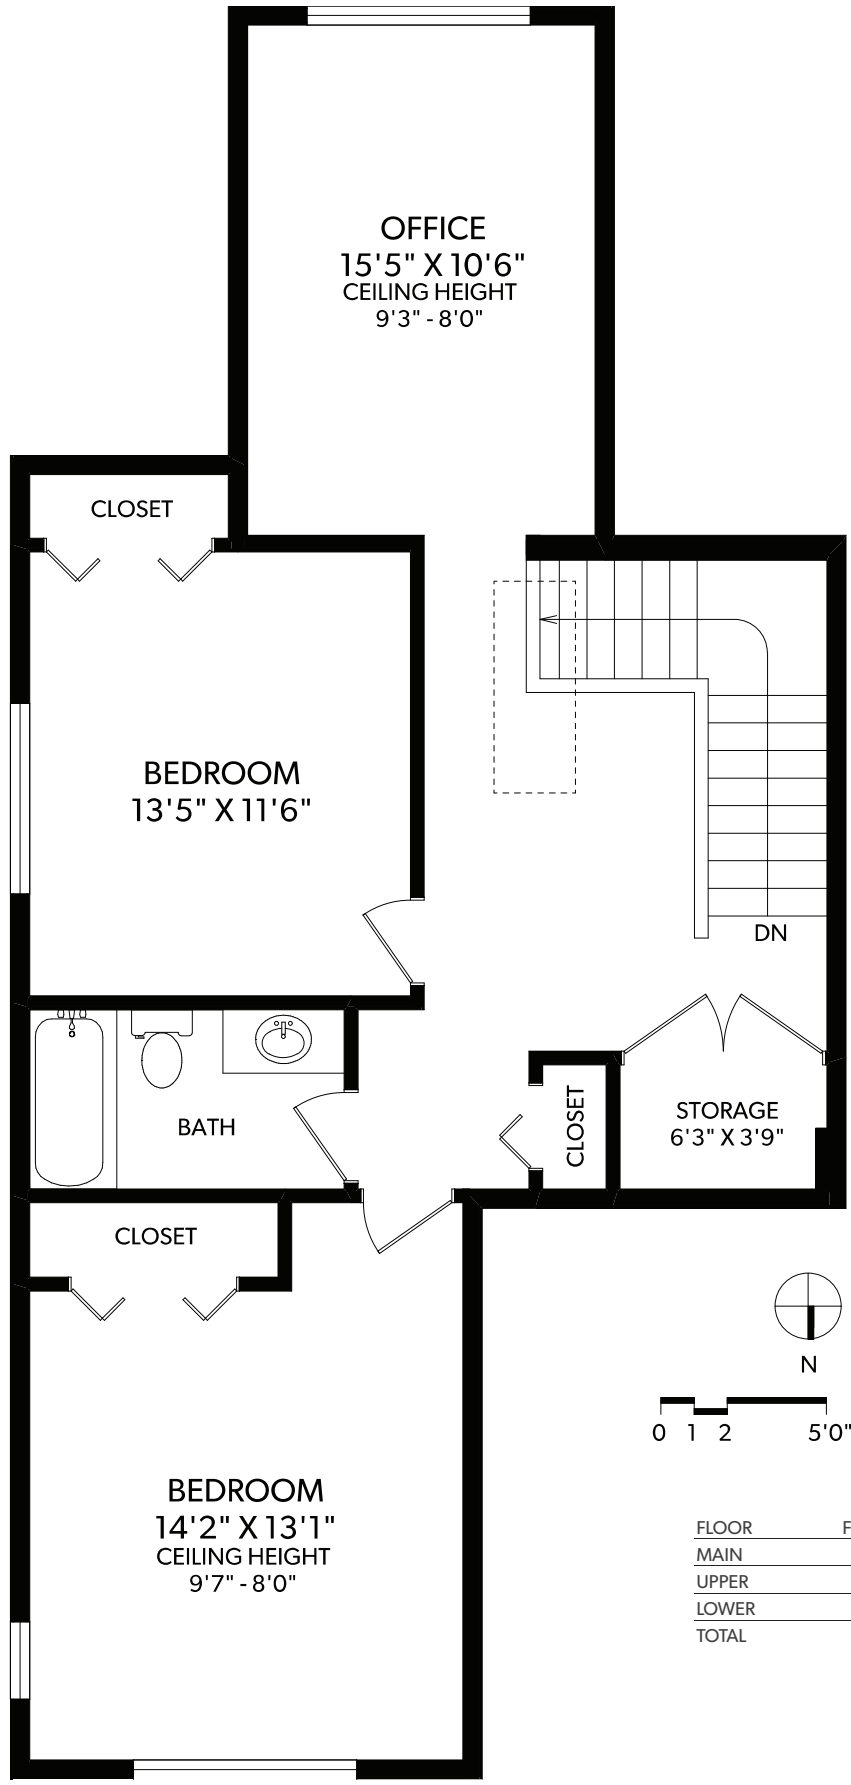 OFFICE
15'5" X 10'6"
CEILING HEIGHT
9'3" - 8'0"
CLOSET
BEDROOM
13'5" X 11'6"
DN
BATH
CLOSET
STORAGE
6'3" X 3'9"
CLOSET
N
0 1 2 5'0"
BEDROOM
14'2" X 13'1"
CEILING HEIGHT
9'7" - 8'0"
FLOOR F
MAIN
UPPER
LOWER
TOTAL